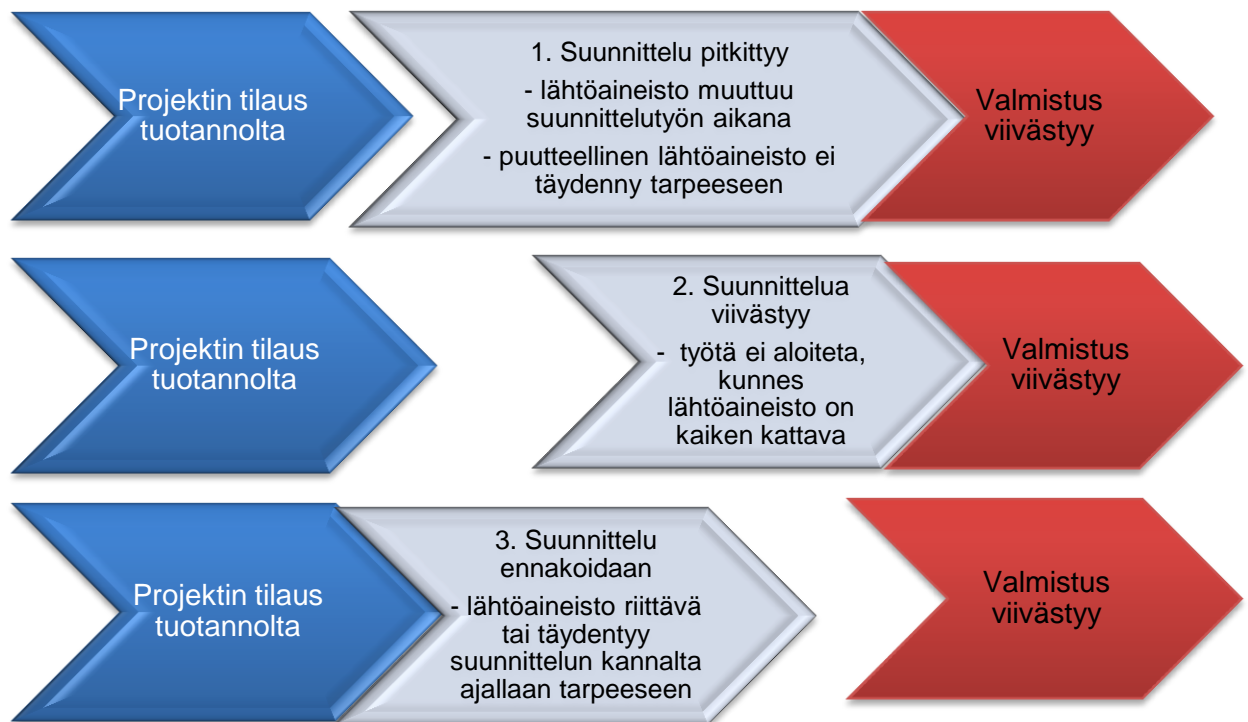 Projektin tilaus
tuotannolta
1. Suunnittelu pitkittyy
- lähtöaineisto muuttuu
suunnittelutyön aikana
- puutteellinen lähtöaineisto ei
täydenny tarpeeseen
Valmistus
viivästyy
Projektin tilaus
tuotannolta
2. Suunnittelua
viivästyy
- työtä ei aloiteta,
kunnes
lähtöaineisto on
kaiken kattava
Valmistus
viivästyy
Projektin tilaus
tuotannolta
3. Suunnittelu
ennakoidaan
- lähtöaineisto riittävä
tai täydentyy
suunnittelun kannalta
ajallaan tarpeeseen
Valmistus
viivästyy